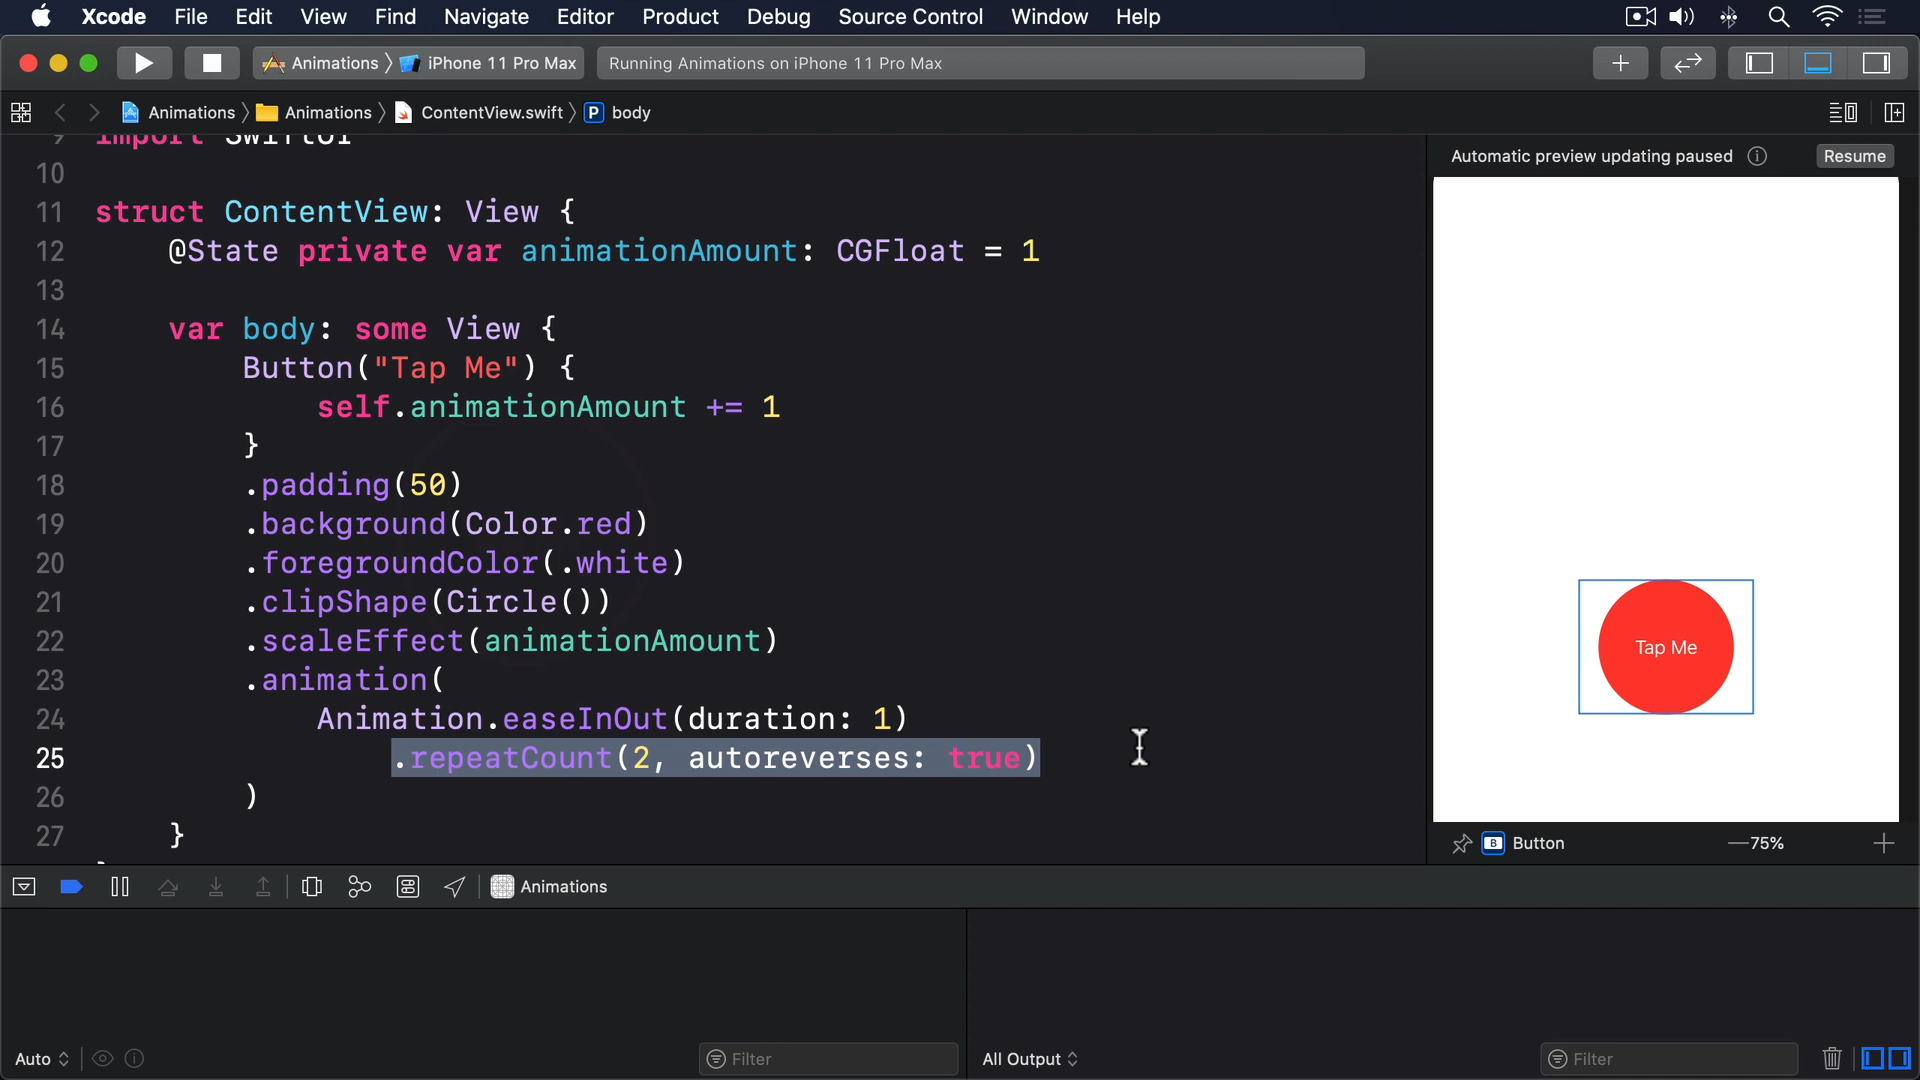 Xcode File Edit View Find Navigate Editor Product Debug Source Control Window Help
Animations iPhone 11 Pro Max Running Animations on iPhone 11 Pro Max
Animations Animations ContentView.swift P body
9 import SwiftUI
10
11 struct ContentView: View {
12 @State private var animationAmount: CGFloat = 1
13
14 var body: some View {
15 Button("Tap Me") {
16 self.animationAmount += 1
17 }
18 .padding(50)
19 .background(Color.red)
20 .foregroundColor(.white)
21 .clipShape(Circle())
22 .scaleEffect(animationAmount)
23 .animation(
24 Animation.easeInOut(duration: 1)
25 .repeatCount(2, autoreverses: true)
26 )
27 }
Automatic preview updating paused Resume
Tap Me
B Button — 75% +
Animations
Auto Filter All Output Filter